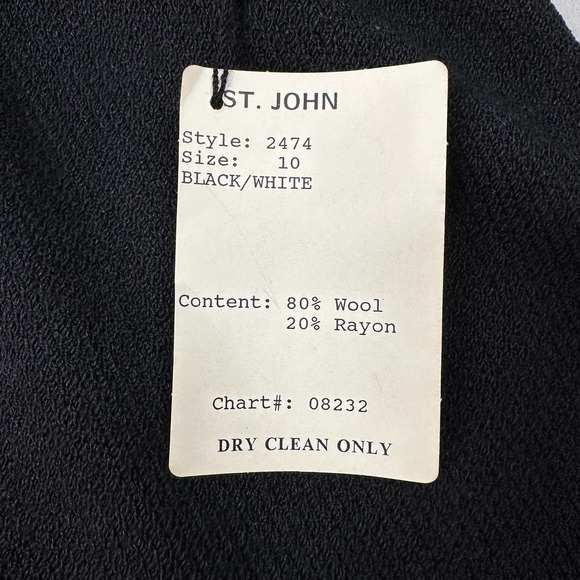 ST. JOHN
Style: 2474
Size: 10
BLACK/WHITE
Content: 80% Wool
20% Rayon
Chart#: 08232
DRY CLEAN ONLY